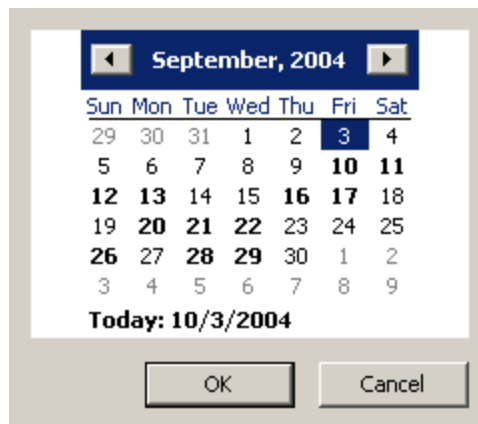 September, 2004
Sun Mon Tue Wed Thu Fri Sat
29 30 31 1 2 3 4
5 6 7 8 9 10 11
12 13 14 15 16 17 18
19 20 21 22 23 24 25
26 27 28 29 30 1 2
3 4 5 6 7 8 9
Today: 10/3/2004
OK Cancel